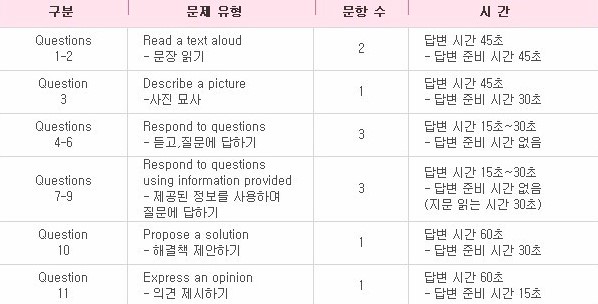 구분 문제 유형 문항 수 시 간
Questions
1-2
Read a text aloud
- 문장 읽기
2
답변 시간 45초
- 답변 준비 시간 45초
Question
3
Describe a picture
-사진 묘사
1
답변 시간 45초
- 답변 준비 시간 30초
Questions
4-6
Respond to questions
- 듣고,질문에 답하기
3
답변 시간 15초~30초
- 답변 준비 시간 없음
Questions
7-9
Respond to questions
using information provided
- 제공된 정보를 사용하며
질문에 답하기
3
답변 시간 15초~30초
- 답변 준비 시간 없음
(지문 읽는 시간 30초)
Question
10
Propose a solution
- 해결책 제안하기
1
답변 시간 60초
- 답변 준비 시간 30초
Question
11
Express an opinion
- 의견 제시하기
1
답변 시간 60초
- 답변 준비 시간 15초